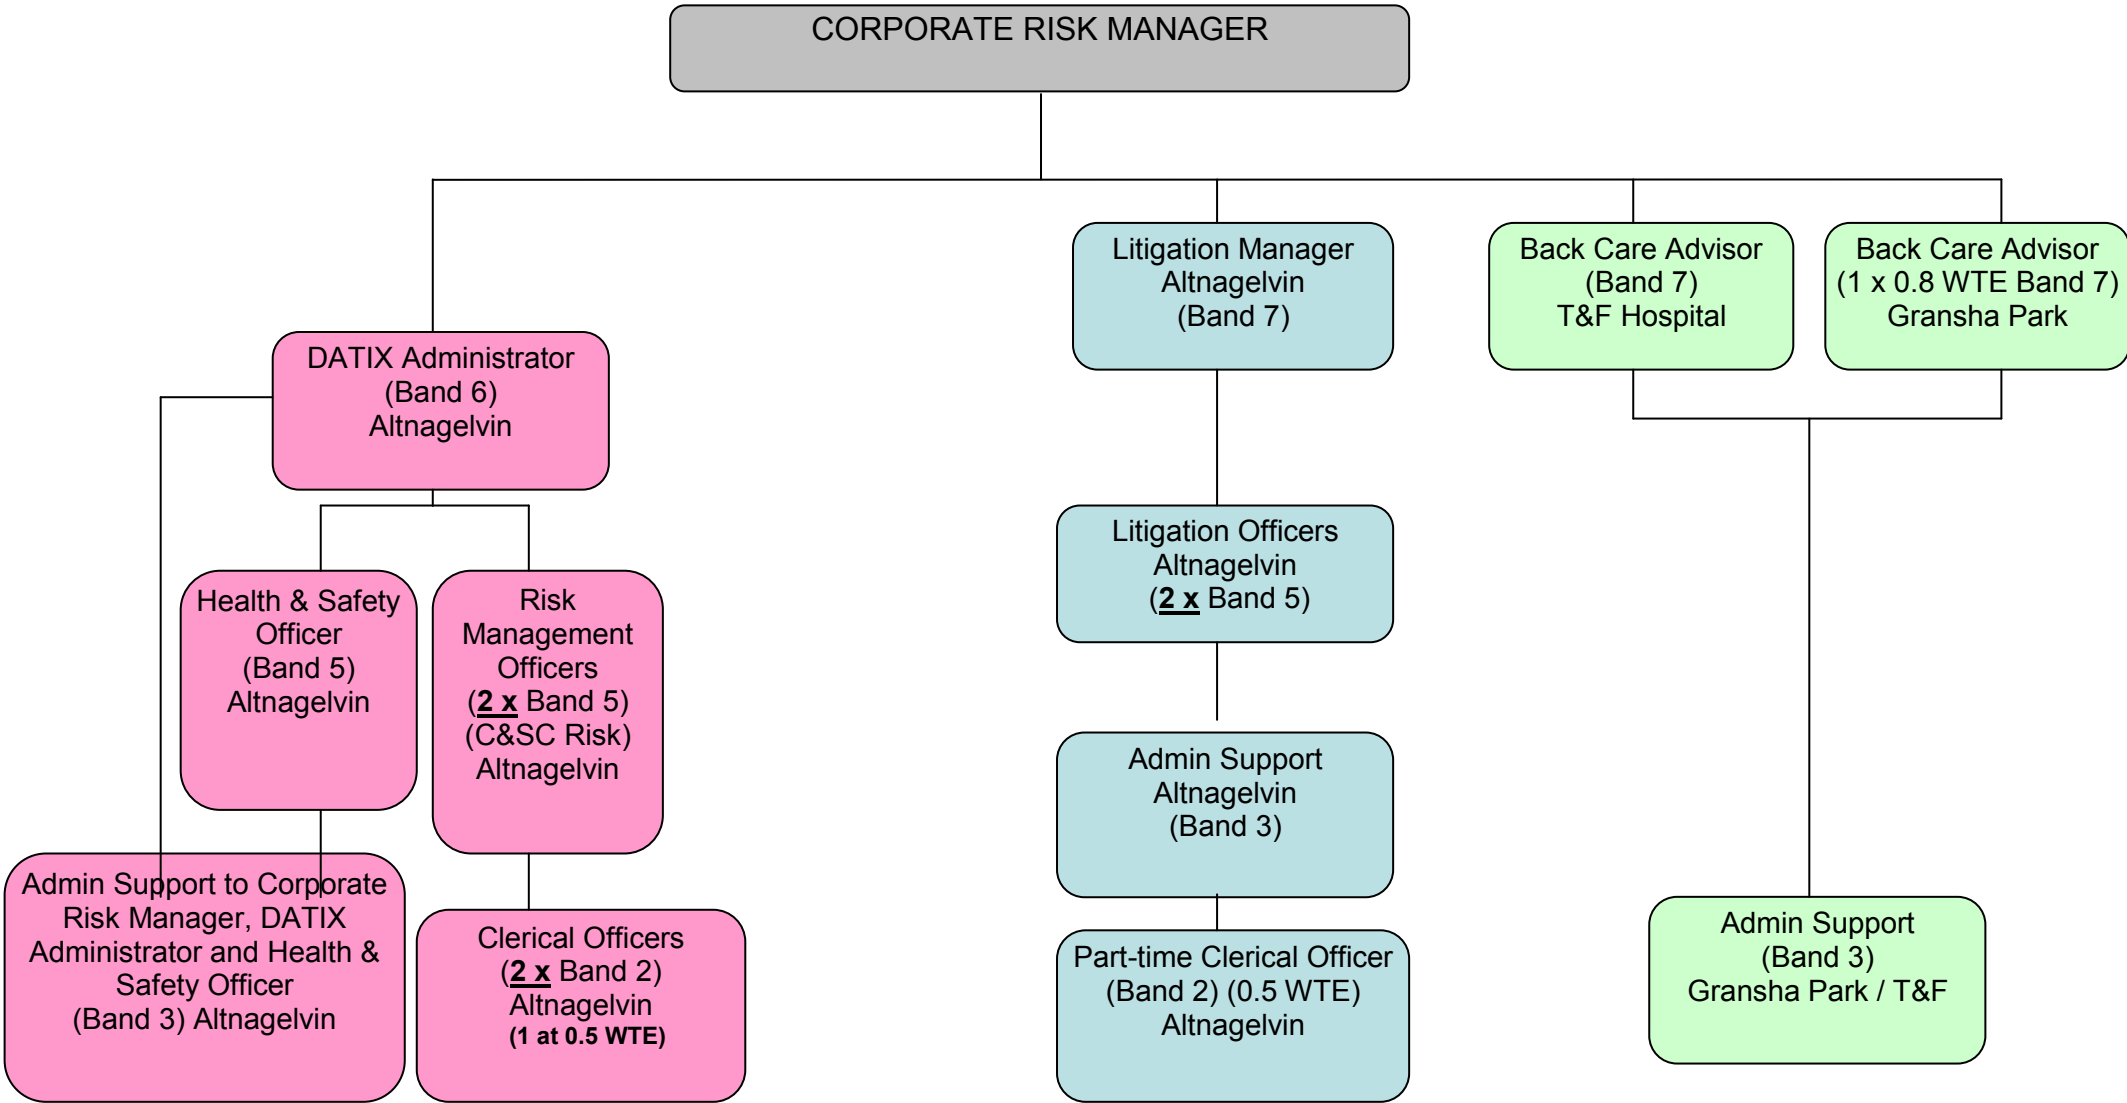 CORPORATE RISK MANAGER
Litigation Manager
Altnagelvin
(Band 7)
Back Care Advisor
(Band 7)
T&F Hospital
Back Care Advisor
(1 x 0.8 WTE Band 7)
Gransha Park
DATIX Administrator
(Band 6)
Altnagelvin
Litigation Officers
Altnagelvin
(2 x Band 5)
Health & Safety
Officer
(Band 5)
Altnagelvin
Risk
Management
Officers
(2 x Band 5)
(C&SC Risk)
Altnagelvin
Admin Support
Altnagelvin
(Band 3)
Admin Support to Corporate
Risk Manager, DATIX
Administrator and Health &
Safety Officer
(Band 3) Altnagelvin
Clerical Officers
(2 x Band 2)
Altnagelvin
(1 at 0.5 WTE)
Part-time Clerical Officer
(Band 2) (0.5 WTE)
Altnagelvin
Admin Support
(Band 3)
Gransha Park / T&F